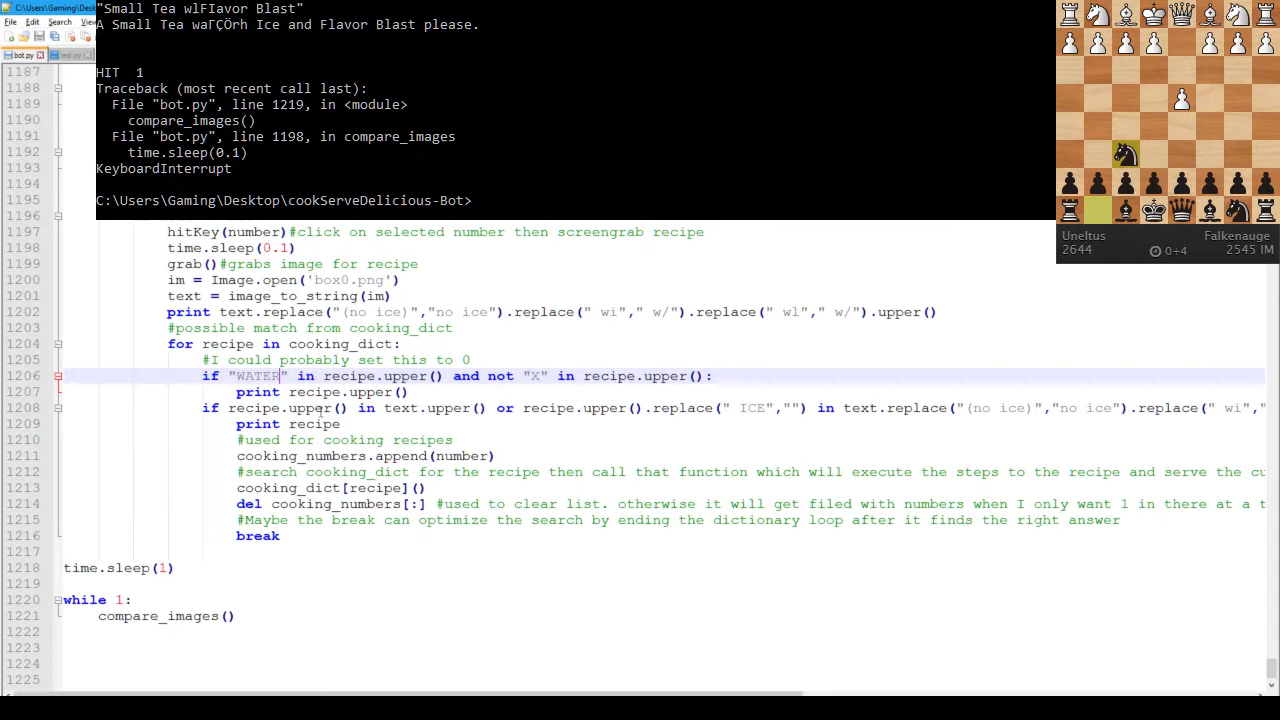 C:\Users\Gaming\Deskto
File Edit Search View
bot.py test.py
"Small Tea wlFIavor Blast"
A Small Tea waГÇÖrh Ice and Flavor Blast please.
HIT 1
Traceback (most recent call last):
File "bot.py", line 1219, in <module>
compare_images()
File "bot.py", line 1198, in compare_images
time.sleep(0.1)
KeyboardInterrupt
C:\Users\Gaming\Desktop\cookServeDelicious-Bot>
1187
1188
1189
1190
1191
1192
1193
1194
1195
1196
1197 hitKey(number)#click on selected number then screengrab recipe
1198 time.sleep(0.1)
1199 grab()#grabs image for recipe
1200 im = Image.open('box0.png')
1201 text = image_to_string(im)
1202 print text.replace("(no ice)","no ice").replace(" wi"," w/").replace(" wl"," w/").upper()
1203 #possible match from cooking_dict
1204 for recipe in cooking_dict:
1205 #I could probably set this to 0
1206 if "WATER" in recipe.upper() and not "X" in recipe.upper():
1207 print recipe.upper()
1208 if recipe.upper() in text.upper() or recipe.upper().replace(" ICE","") in text.replace("(no ice)","no ice").replace(" wi","
1209 print recipe
1210 #used for cooking recipes
1211 cooking_numbers.append(number)
1212 #search cooking_dict for the recipe then call that function which will execute the steps to the recipe and serve the cu
1213 cooking_dict[recipe]()
1214 del cooking_numbers[:] #used to clear list. otherwise it will get filed with numbers when I only want 1 in there at a t
1215 #Maybe the break can optimize the search by ending the dictionary loop after it finds the right answer
1216 break
1217
1218 time.sleep(1)
1219
1220 while 1:
1221 compare_images()
1222
1223
1224
1225
Uneltus Falkenauge
2644 0+4 2545 IM